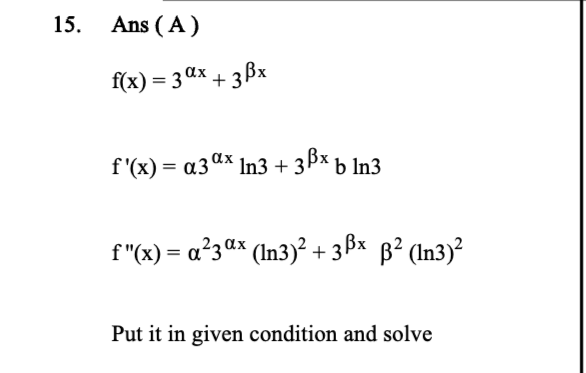 15. Ans ( A )
f(x) = 3^αx + 3^βx
f '(x) = α3^αx ln3 + 3^βx b ln3
f "(x) = α²3^αx (ln3)² + 3^βx β² (ln3)²
Put it in given condition and solve